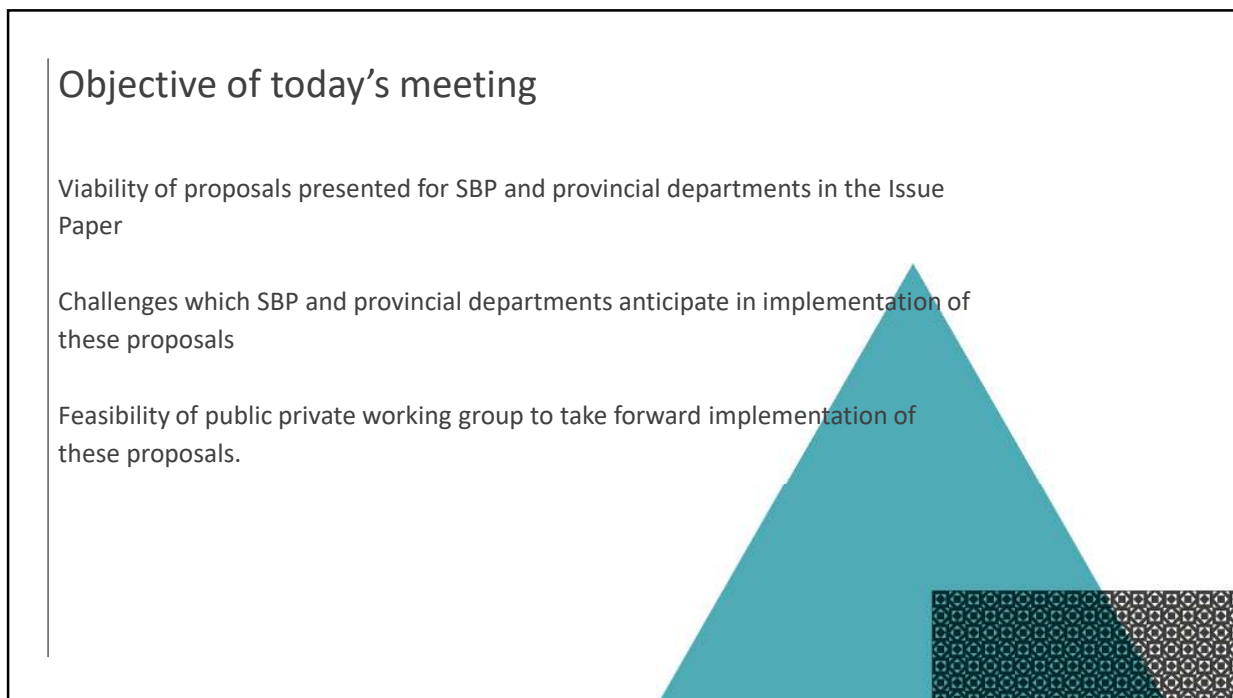 Objective of today’s meeting
Viability of proposals presented for SBP and provincial departments in the Issue
Paper
Challenges which SBP and provincial departments anticipate in implementation of
these proposals
Feasibility of public private working group to take forward implementation of
these proposals.